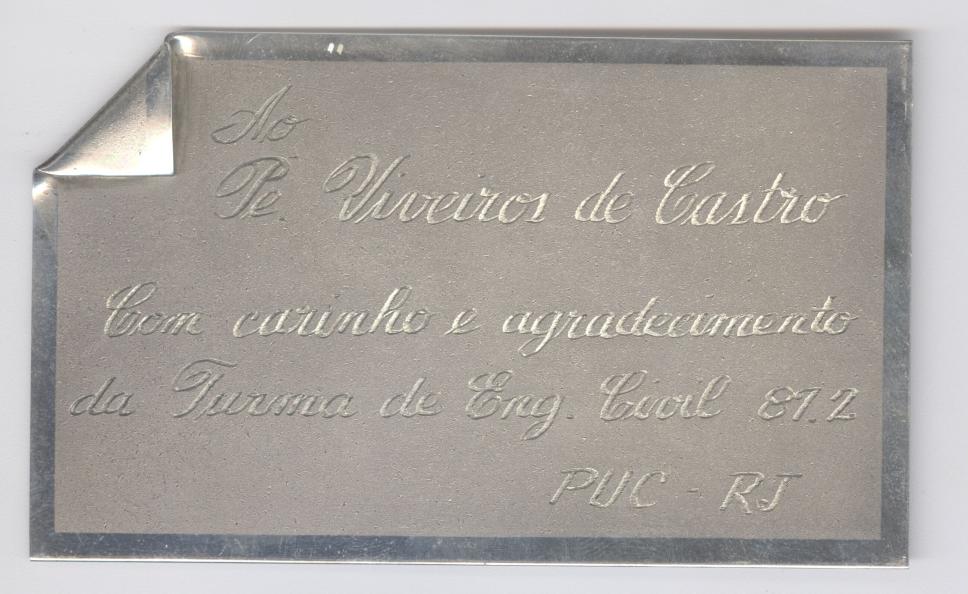 Ao
Pe. Viveiros de Castro
Com carinho e agradecimento
da Turma de Eng. Civil 87.2
PUC - RJ